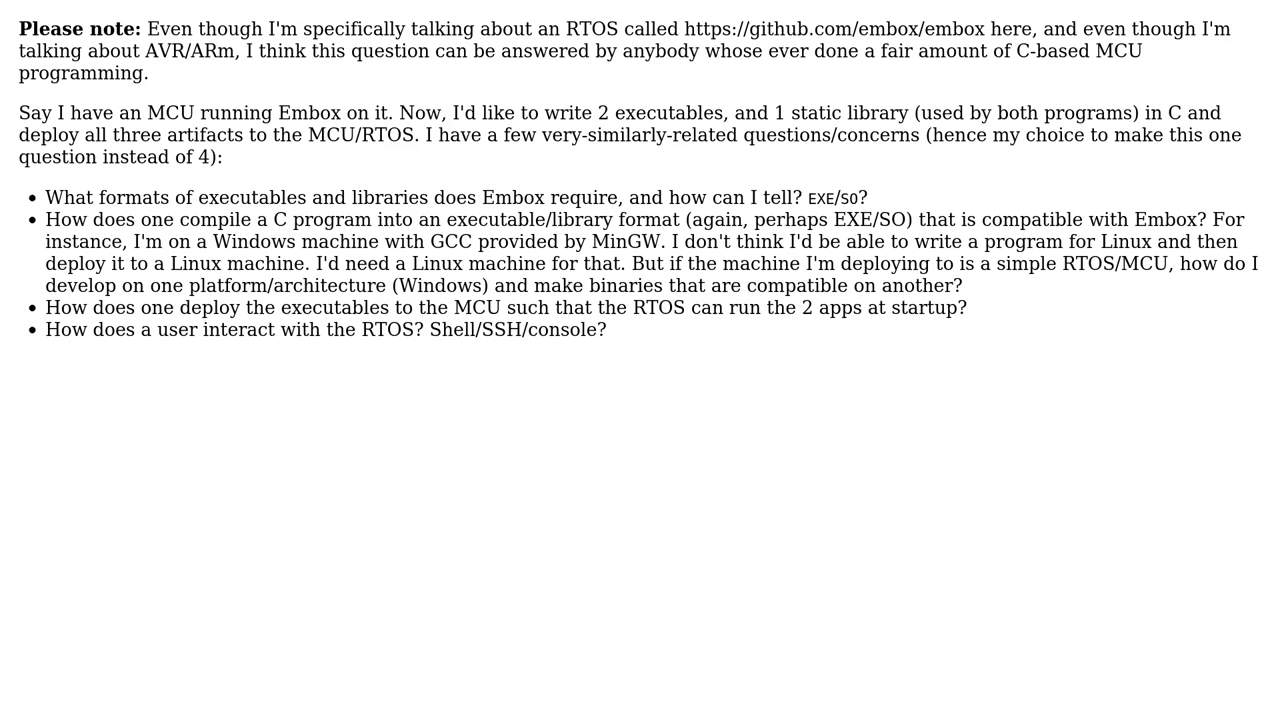 Please note: Even though I'm specifically talking about an RTOS called https://github.com/embox/embox here, and even though I'm
talking about AVR/ARm, I think this question can be answered by anybody whose ever done a fair amount of C-based MCU
programming.
Say I have an MCU running Embox on it. Now, I'd like to write 2 executables, and 1 static library (used by both programs) in C and
deploy all three artifacts to the MCU/RTOS. I have a few very-similarly-related questions/concerns (hence my choice to make this one
question instead of 4):
• What formats of executables and libraries does Embox require, and how can I tell? EXE/SO?
• How does one compile a C program into an executable/library format (again, perhaps EXE/SO) that is compatible with Embox? For
instance, I'm on a Windows machine with GCC provided by MinGW. I don't think I'd be able to write a program for Linux and then
deploy it to a Linux machine. I'd need a Linux machine for that. But if the machine I'm deploying to is a simple RTOS/MCU, how do I
develop on one platform/architecture (Windows) and make binaries that are compatible on another?
• How does one deploy the executables to the MCU such that the RTOS can run the 2 apps at startup?
• How does a user interact with the RTOS? Shell/SSH/console?